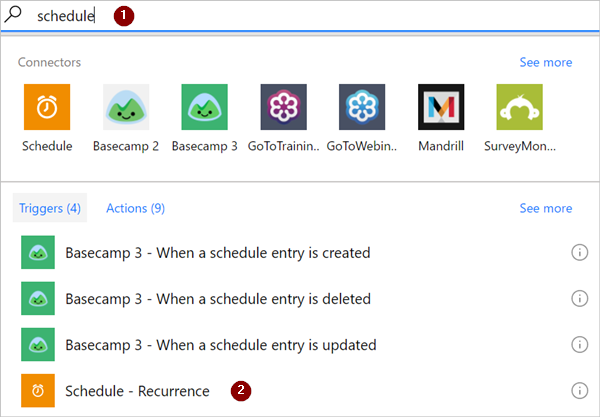 schedule 1
Connectors See more
Schedule Basecamp 2 Basecamp 3 GoToTrainin.. GoToWebin.. Mandrill SurveyMon...
Triggers (4) Actions (9) See more
Basecamp 3 - When a schedule entry is created
Basecamp 3 - When a schedule entry is deleted
Basecamp 3 - When a schedule entry is updated
Schedule - Recurrence 2